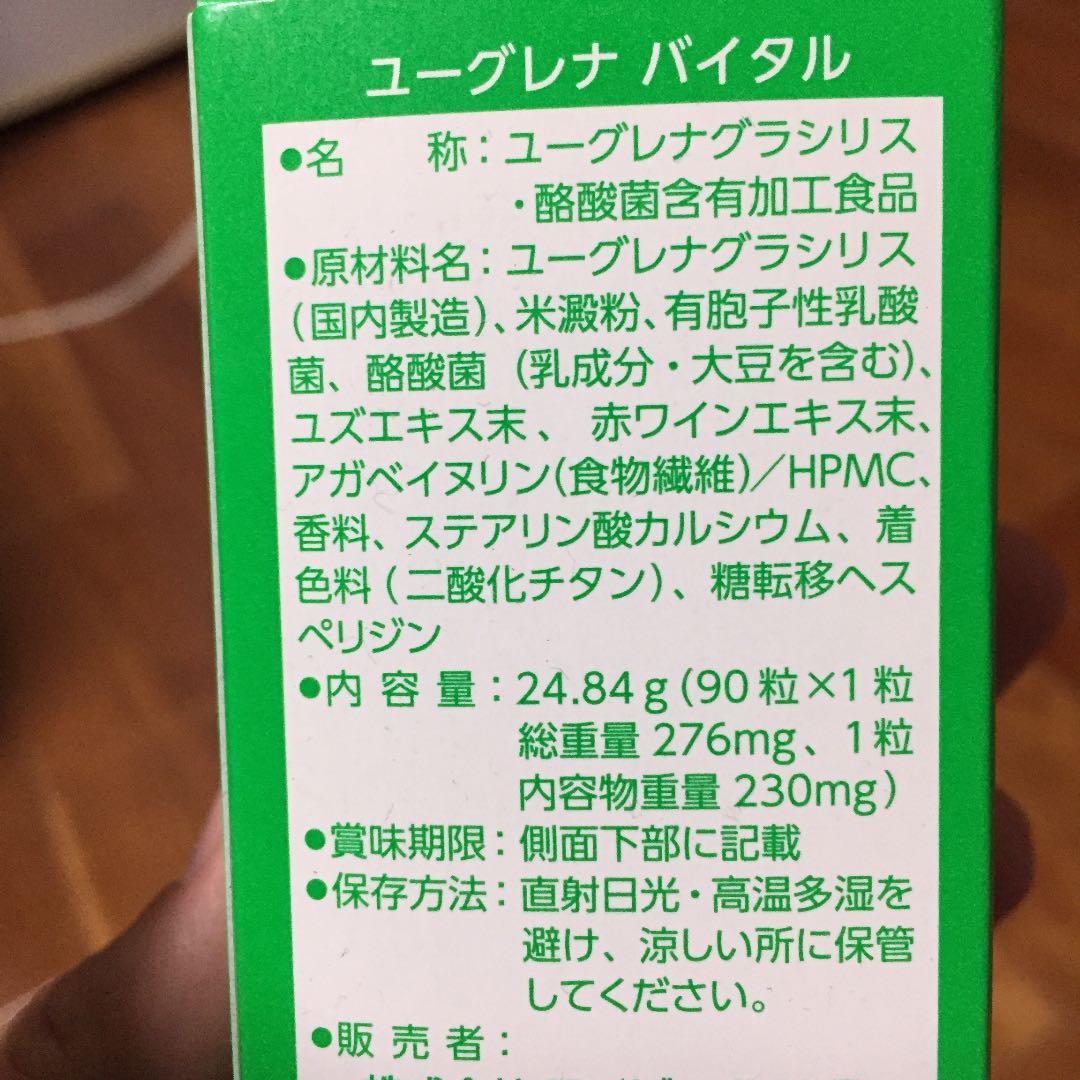 ユーグレナ バイタル
●名　　称：ユーグレナグラシリス
・酪酸菌含有加工食品
●原材料名：ユーグレナグラシリス
（国内製造）、米澱粉、有胞子性乳酸
菌、酪酸菌（乳成分・大豆を含む）、
ユズエキス末、赤ワインエキス末、
アガベイヌリン(食物繊維)／HPMC、
香料、ステアリン酸カルシウム、着
色料（二酸化チタン）、糖転移ヘス
ペリジン
●内 容 量：24.84g（90粒×1粒
総重量 276mg、1粒
内容物重量 230mg）
●賞味期限：側面下部に記載
●保存方法：直射日光・高温多湿を
避け、涼しい所に保管
してください。
●販 売 者：